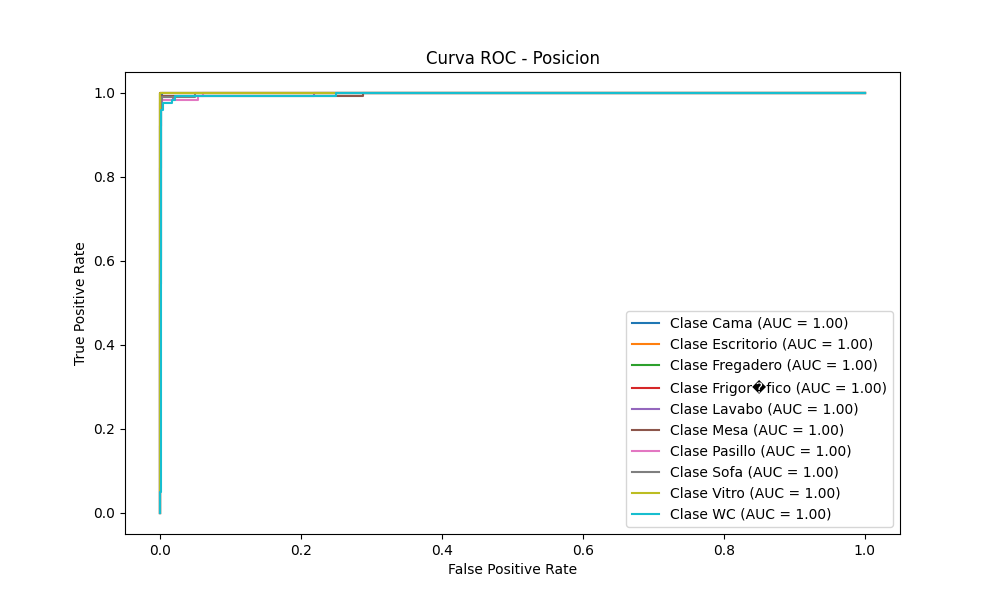 Curva ROC - Posicion
True Positive Rate
1.0
0.8
0.6
0.4
0.2
0.0
Clase Cama (AUC = 1.00)
Clase Escritorio (AUC = 1.00)
Clase Fregadero (AUC = 1.00)
Clase Frigor�fico (AUC = 1.00)
Clase Lavabo (AUC = 1.00)
Clase Mesa (AUC = 1.00)
Clase Pasillo (AUC = 1.00)
Clase Sofa (AUC = 1.00)
Clase Vitro (AUC = 1.00)
Clase WC (AUC = 1.00)
0.0 0.2 0.4 0.6 0.8 1.0
False Positive Rate